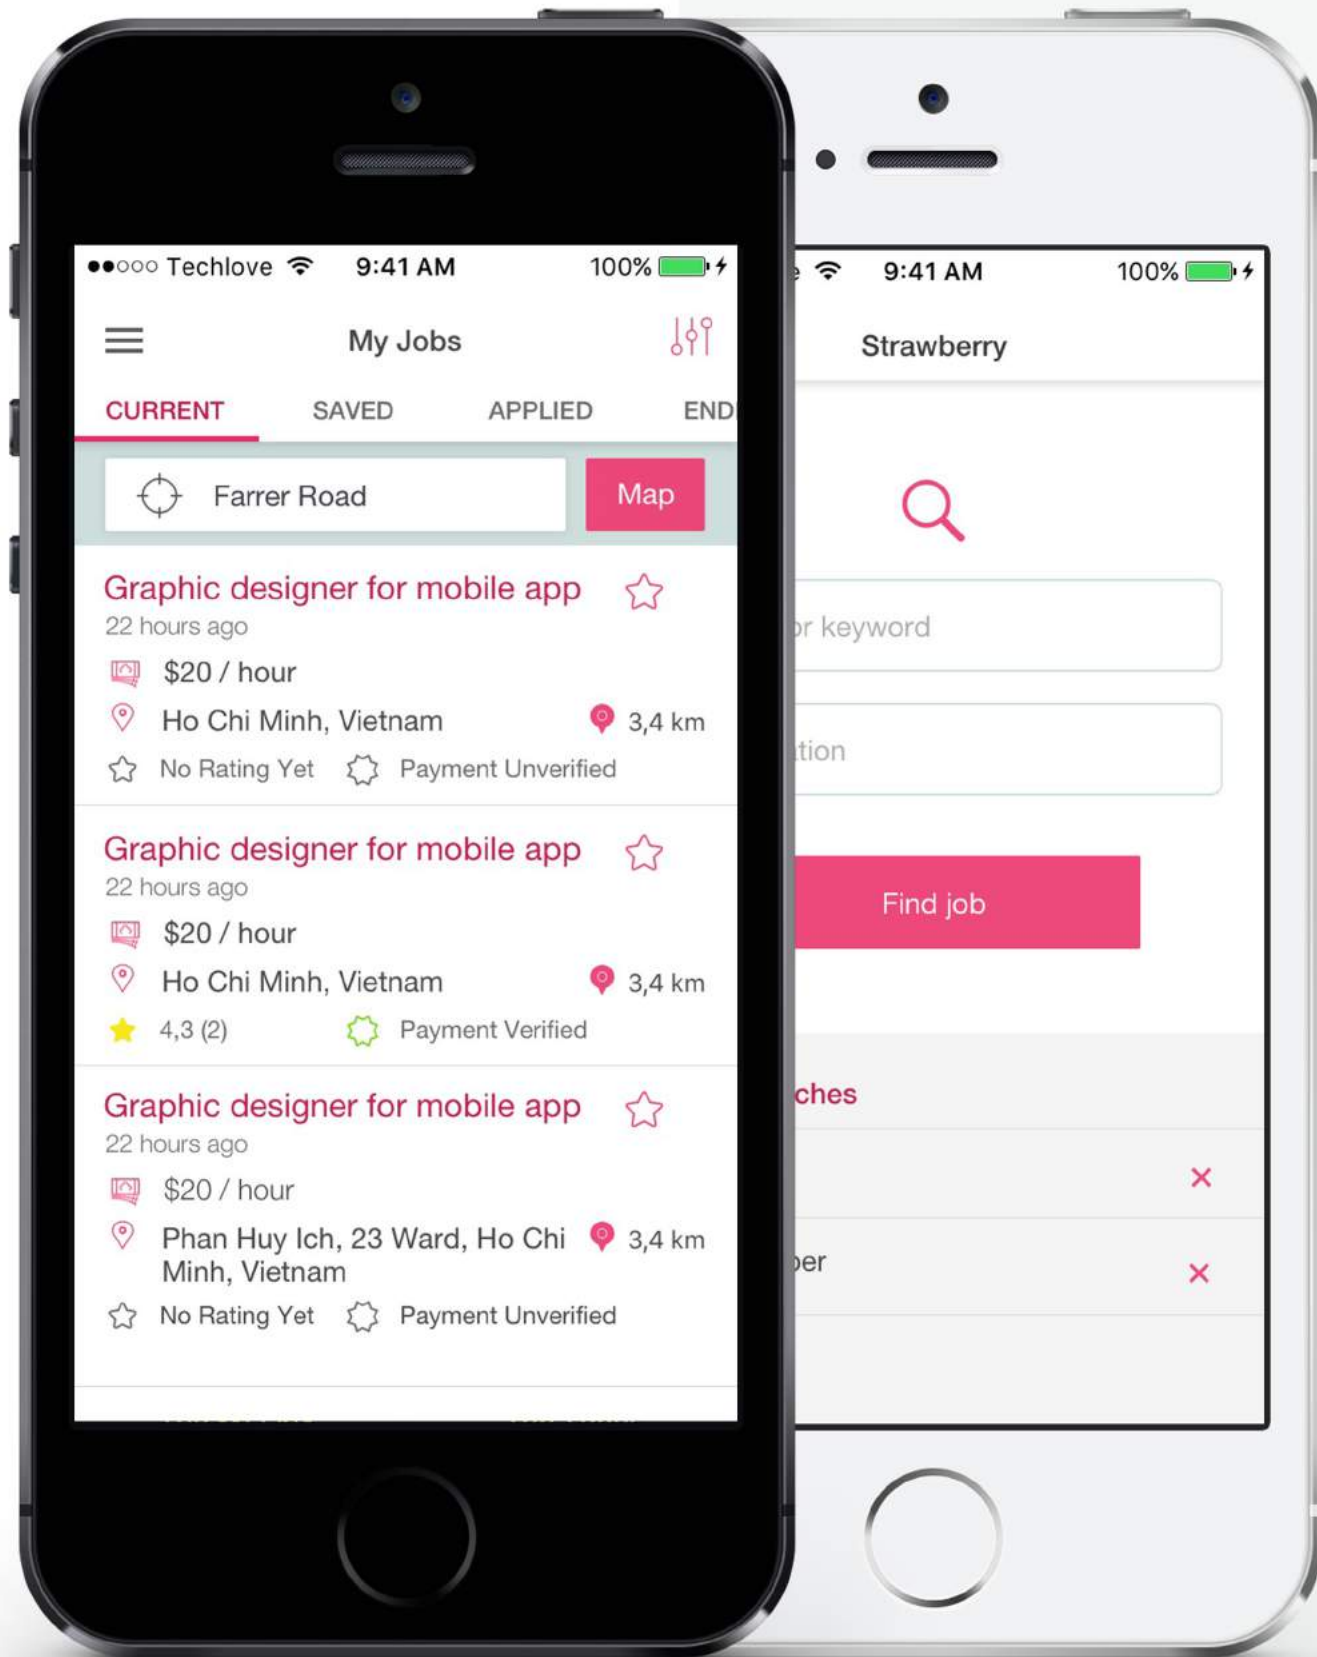 Techlove 9:41 AM 100%
My Jobs
CURRENT SAVED APPLIED END
Farrer Road Map
Graphic designer for mobile app
22 hours ago
$20 / hour
Ho Chi Minh, Vietnam 3,4 km
No Rating Yet Payment Unverified
Graphic designer for mobile app
22 hours ago
$20 / hour
Ho Chi Minh, Vietnam 3,4 km
4,3 (2) Payment Verified
Graphic designer for mobile app
22 hours ago
$20 / hour
Phan Huy Ich, 23 Ward, Ho Chi 3,4 km
Minh, Vietnam
No Rating Yet Payment Unverified
9:41 AM 100%
Strawberry
or keyword
tion
Find job
ches
per